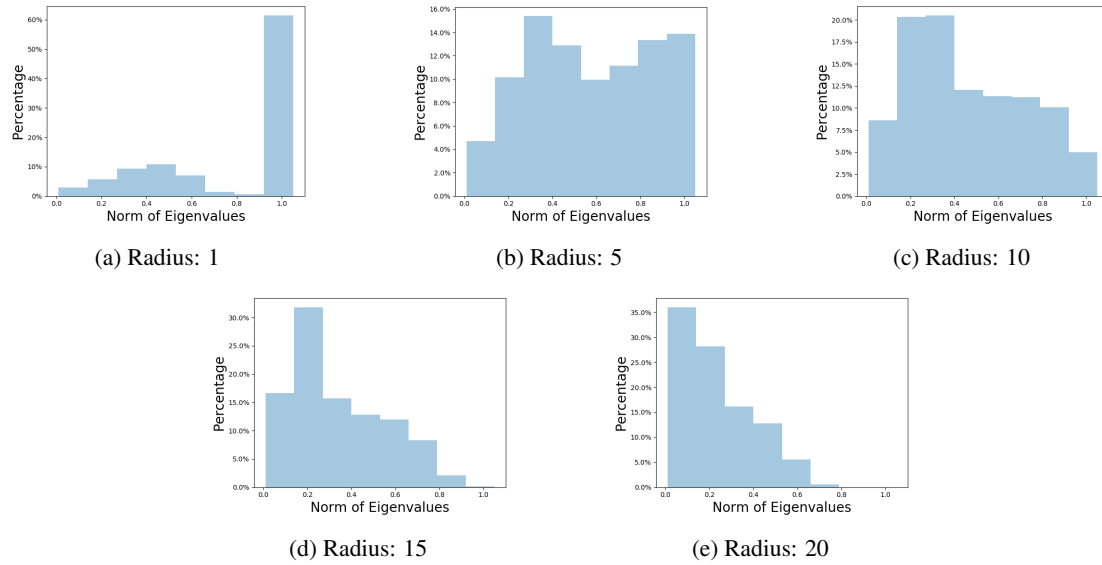 60%
50%
40%
30%
20%
10%
0%
0.0 0.2 0.4 0.6 0.8 1.0
Percentage
Norm of Eigenvalues
(a) Radius: 1
16.0%
14.0%
12.0%
10.0%
8.0%
6.0%
4.0%
2.0%
0.0%
0.0 0.2 0.4 0.6 0.8 1.0
Percentage
Norm of Eigenvalues
(b) Radius: 5
20.0%
17.5%
15.0%
12.5%
10.0%
7.5%
5.0%
2.5%
0.0%
0.0 0.2 0.4 0.6 0.8 1.0
Percentage
Norm of Eigenvalues
(c) Radius: 10
30.0%
25.0%
20.0%
15.0%
10.0%
5.0%
0.0%
0.0 0.2 0.4 0.6 0.8 1.0
Percentage
Norm of Eigenvalues
(d) Radius: 15
35.0%
30.0%
25.0%
20.0%
15.0%
10.0%
5.0%
0.0%
0.0 0.2 0.4 0.6 0.8 1.0
Percentage
Norm of Eigenvalues
(e) Radius: 20